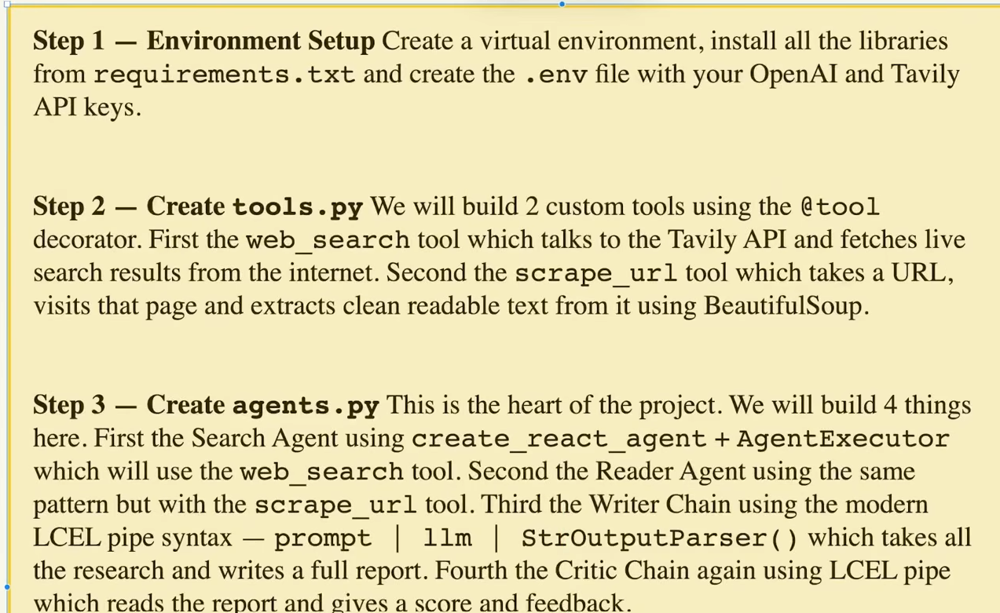 Step 1 — Environment Setup Create a virtual environment, install all the libraries
from requirements.txt and create the .env file with your OpenAI and Tavily
API keys.
Step 2 — Create tools.py We will build 2 custom tools using the @tool
decorator. First the web_search tool which talks to the Tavily API and fetches live
search results from the internet. Second the scrape_url tool which takes a URL,
visits that page and extracts clean readable text from it using BeautifulSoup.
Step 3 — Create agents.py This is the heart of the project. We will build 4 things
here. First the Search Agent using create_react_agent + AgentExecutor
which will use the web_search tool. Second the Reader Agent using the same
pattern but with the scrape_url tool. Third the Writer Chain using the modern
LCEL pipe syntax — prompt | llm | StrOutputParser() which takes all
the research and writes a full report. Fourth the Critic Chain again using LCEL pipe
which reads the report and gives a score and feedback.